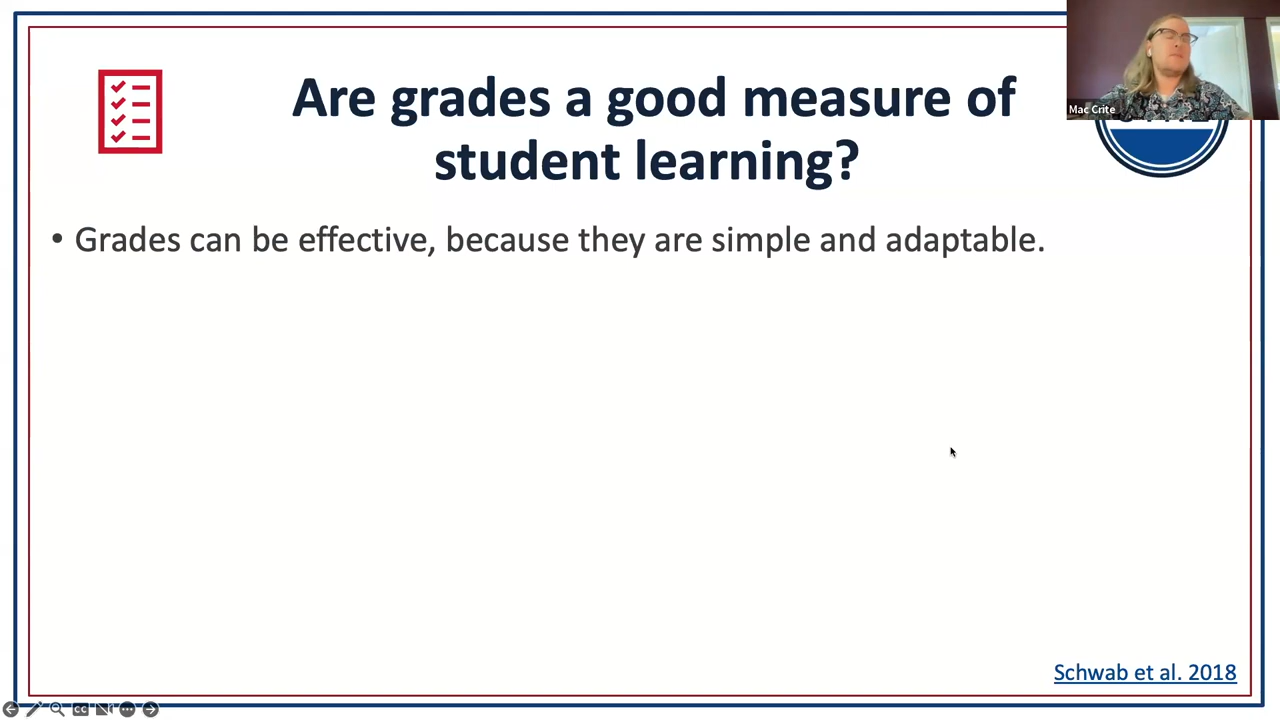 Are grades a good measure of
student learning?
Mac Crite
• Grades can be effective, because they are simple and adaptable.
Schwab et al. 2018
CC